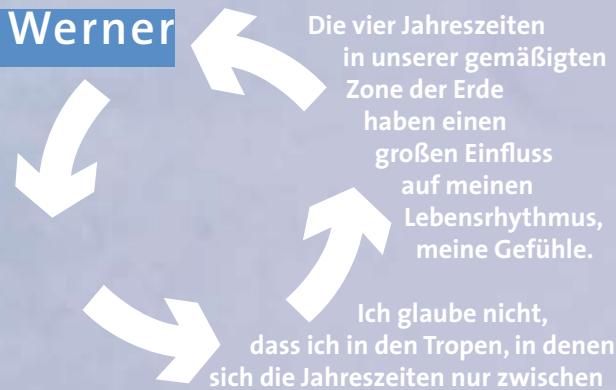 Werner
Die vier Jahreszeiten
in unserer gemäßigten
Zone der Erde
haben einen
großen Einfluss
auf meinen
Lebensrhythmus,
meine Gefühle.
Ich glaube nicht,
dass ich in den Tropen, in denen
sich die Jahreszeiten nur zwischen